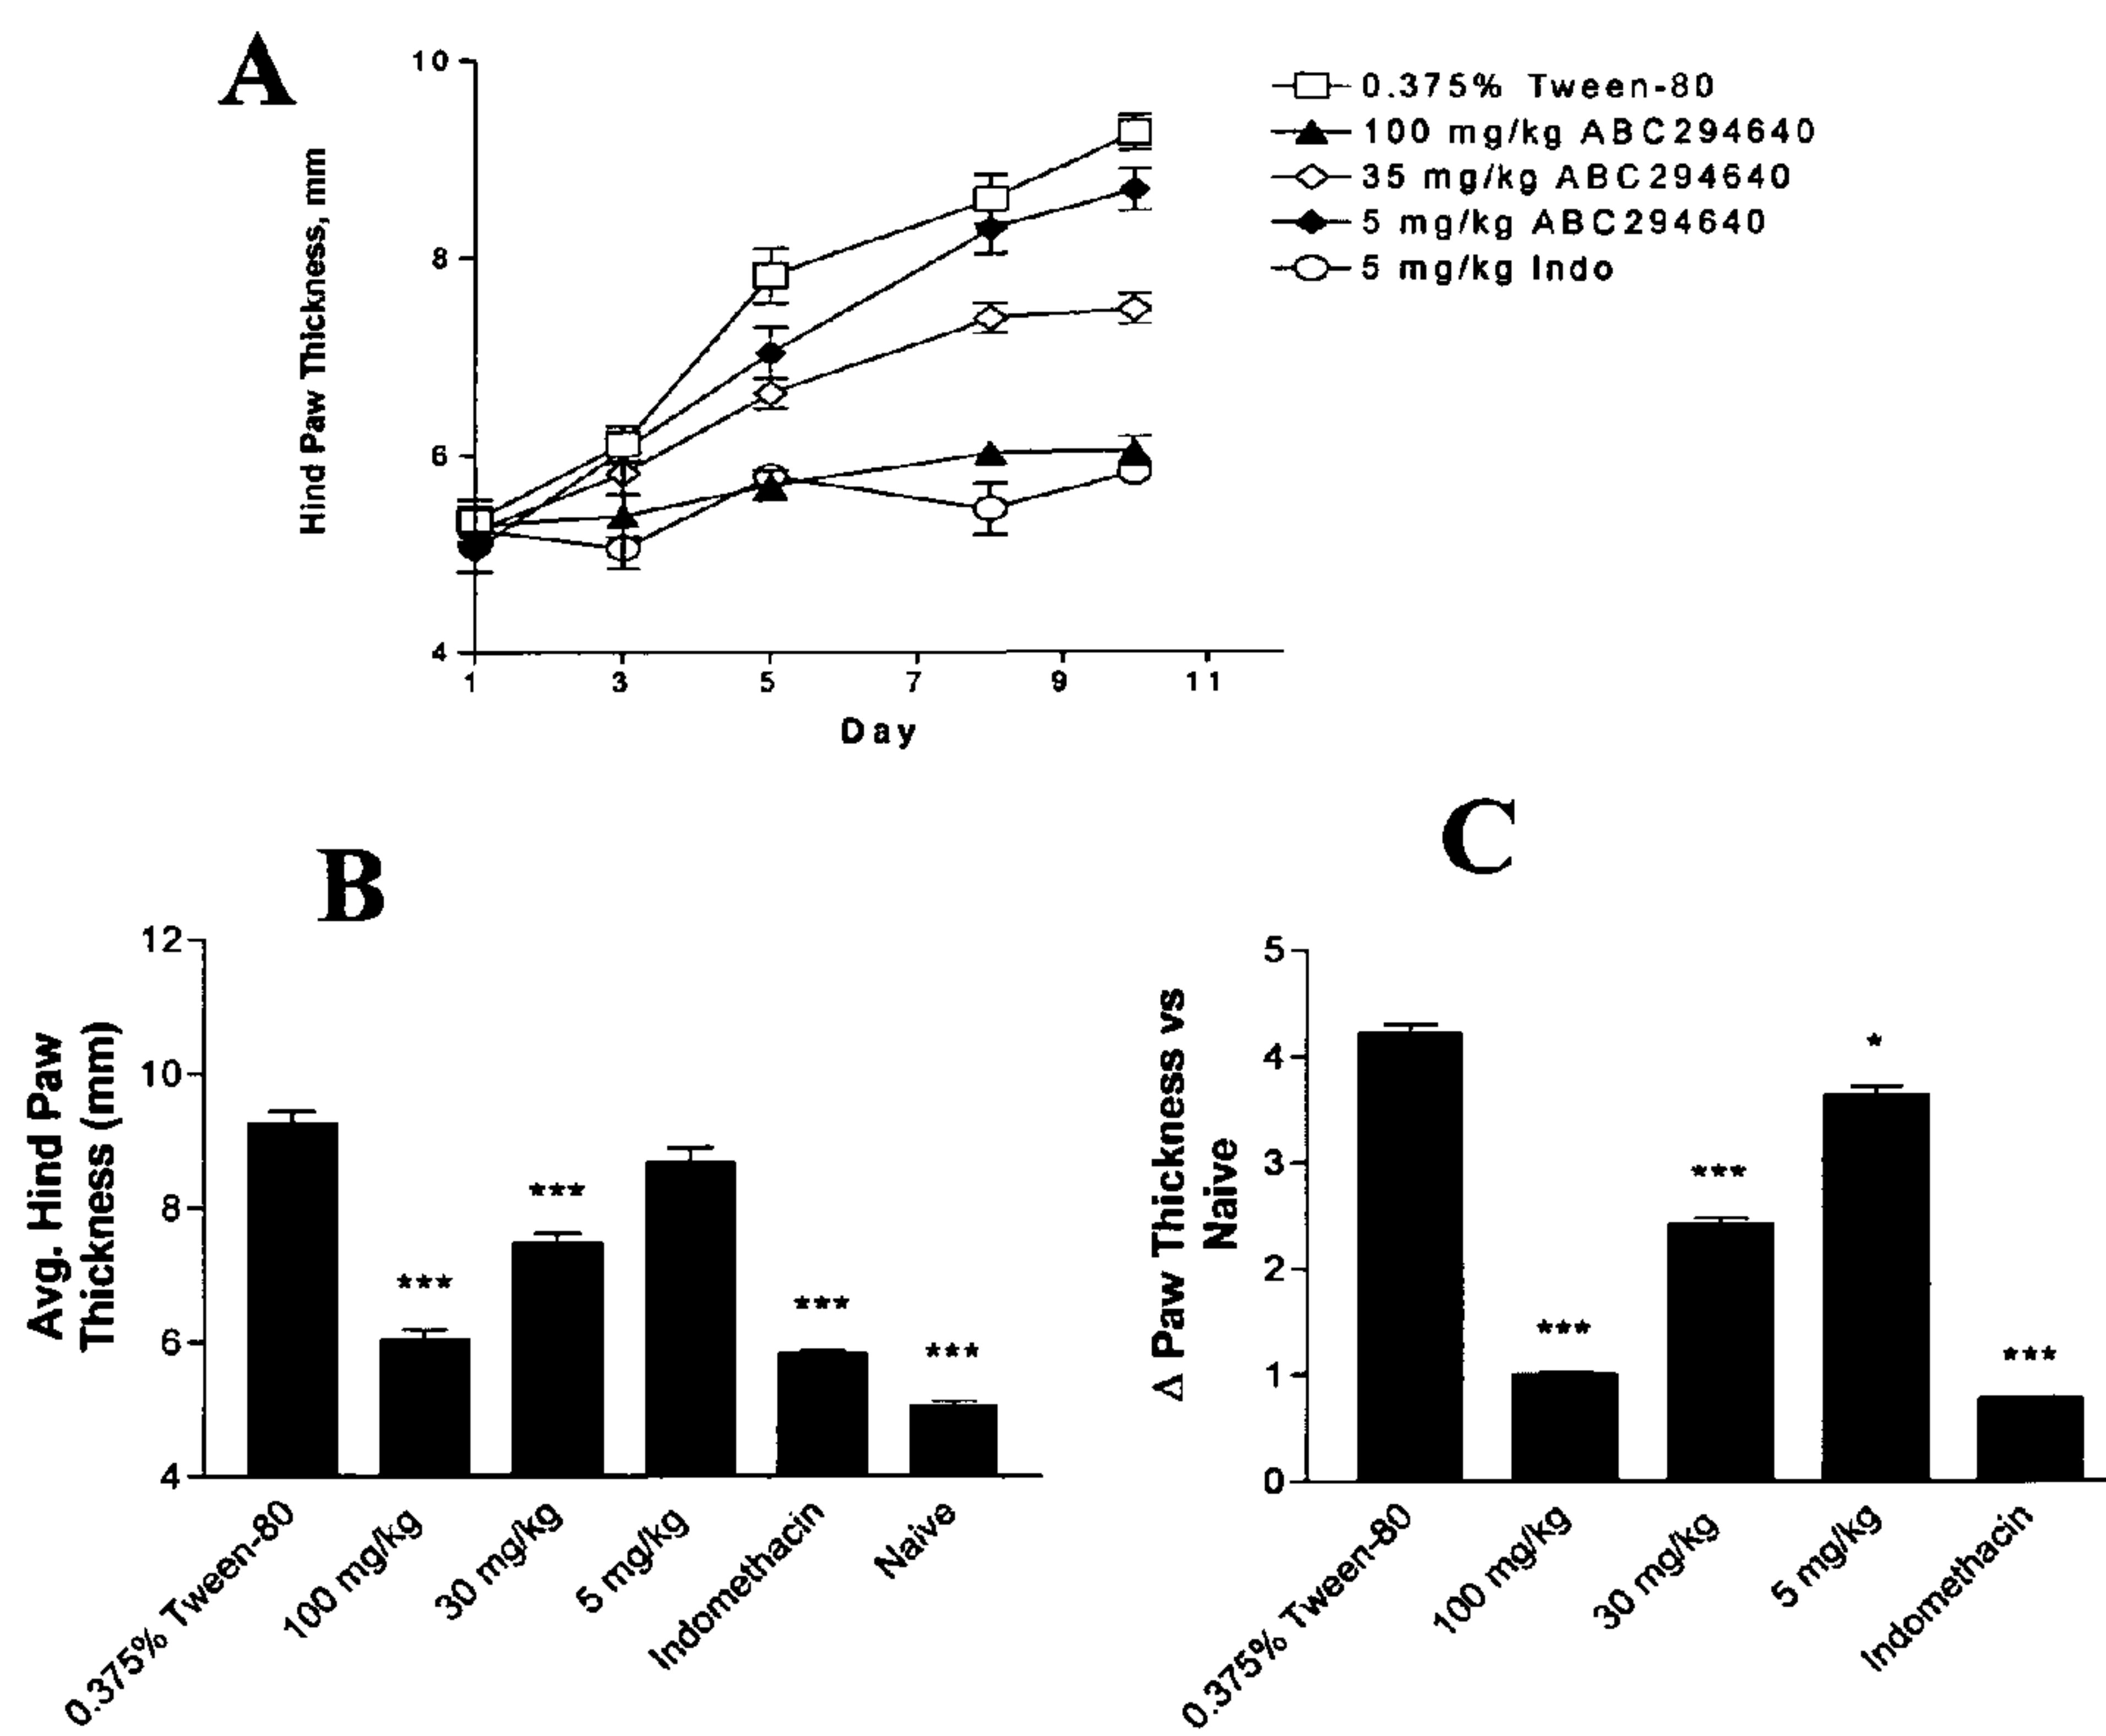 A
10
8
6
4
Hind Paw Thickness, mm
1 3 5 7 9 11
Day
0.375% Tween-80
100 mg/kg ABC294640
35 mg/kg ABC294640
5 mg/kg ABC294640
5 mg/kg Indo
B
12
10
8
6
4
Avg. Hind Paw
Thickness (mm)
***
***
***
***
0.375% Tween-80
100 mg/kg
30 mg/kg
5 mg/kg
Indomethacin
Naive
C
5
4
3
2
1
0
Δ Paw Thickness vs
Naive
***
***
*
***
0.375% Tween-80
100 mg/kg
30 mg/kg
5 mg/kg
Indomethacin